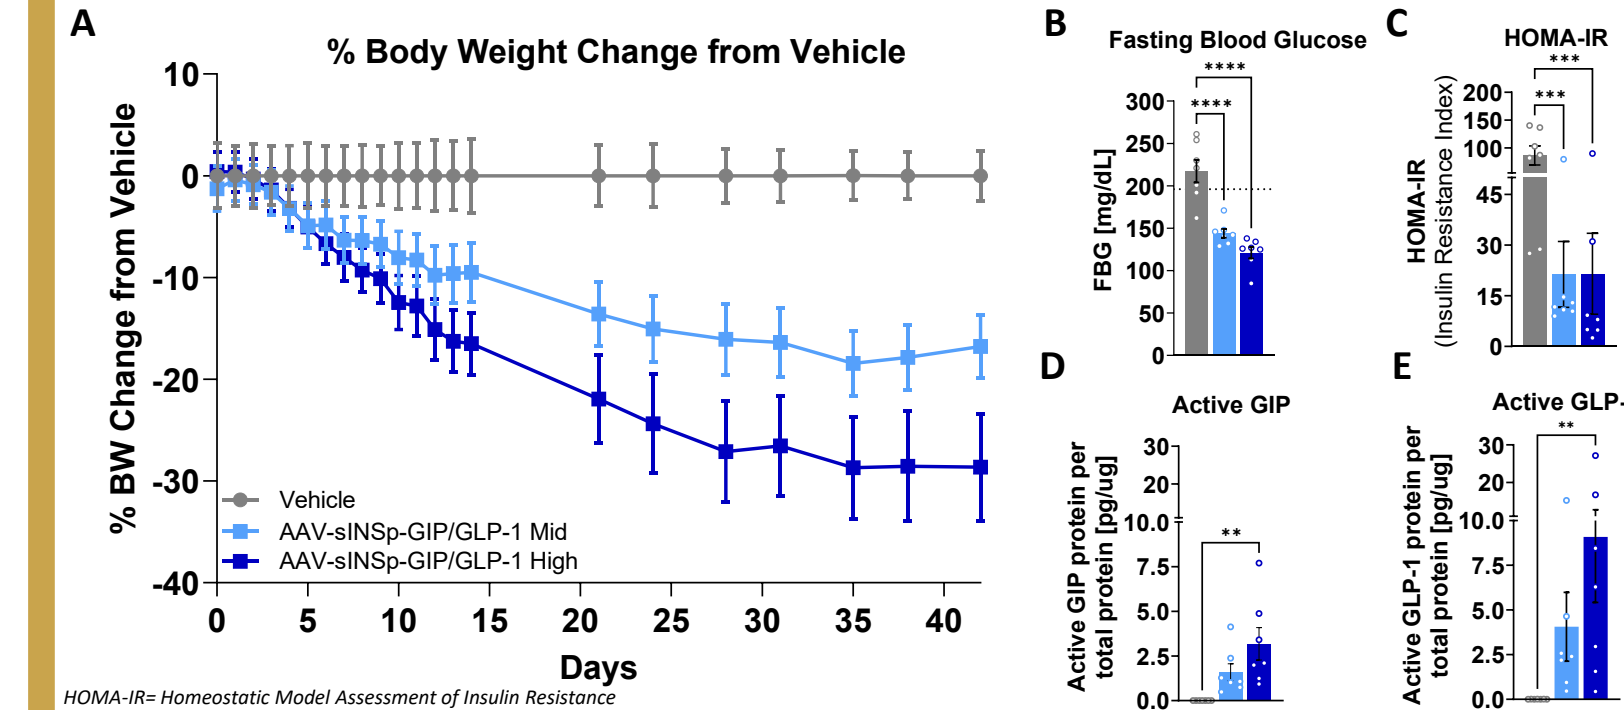 A
% Body Weight Change from Vehicle
% BW Change from Vehicle
10
0
-10
-20
-30
-40
Vehicle
AAV-sINSp-GIP/GLP-1 Mid
AAV-sINSp-GIP/GLP-1 High
0 5 10 15 20 25 30 35 40
Days
HOMA-IR= Homeostatic Model Assessment of Insulin Resistance
B
Fasting Blood Glucose
FBG [mg/dL]
****
****
300
250
200
150
100
50
0
C
HOMA-IR
HOMA-IR
(Insulin Resistance Index)
***
***
200
150
100
45
30
15
0
D
Active GIP
Active GIP protein per
total protein [pg/ug]
30
20
10.0
**
7.5
5.0
2.5
0.0
E
Active GLP-
Active GLP-1 protein per
total protein [pg/ug]
**
30
20
10.0
7.5
5.0
2.5
0.0